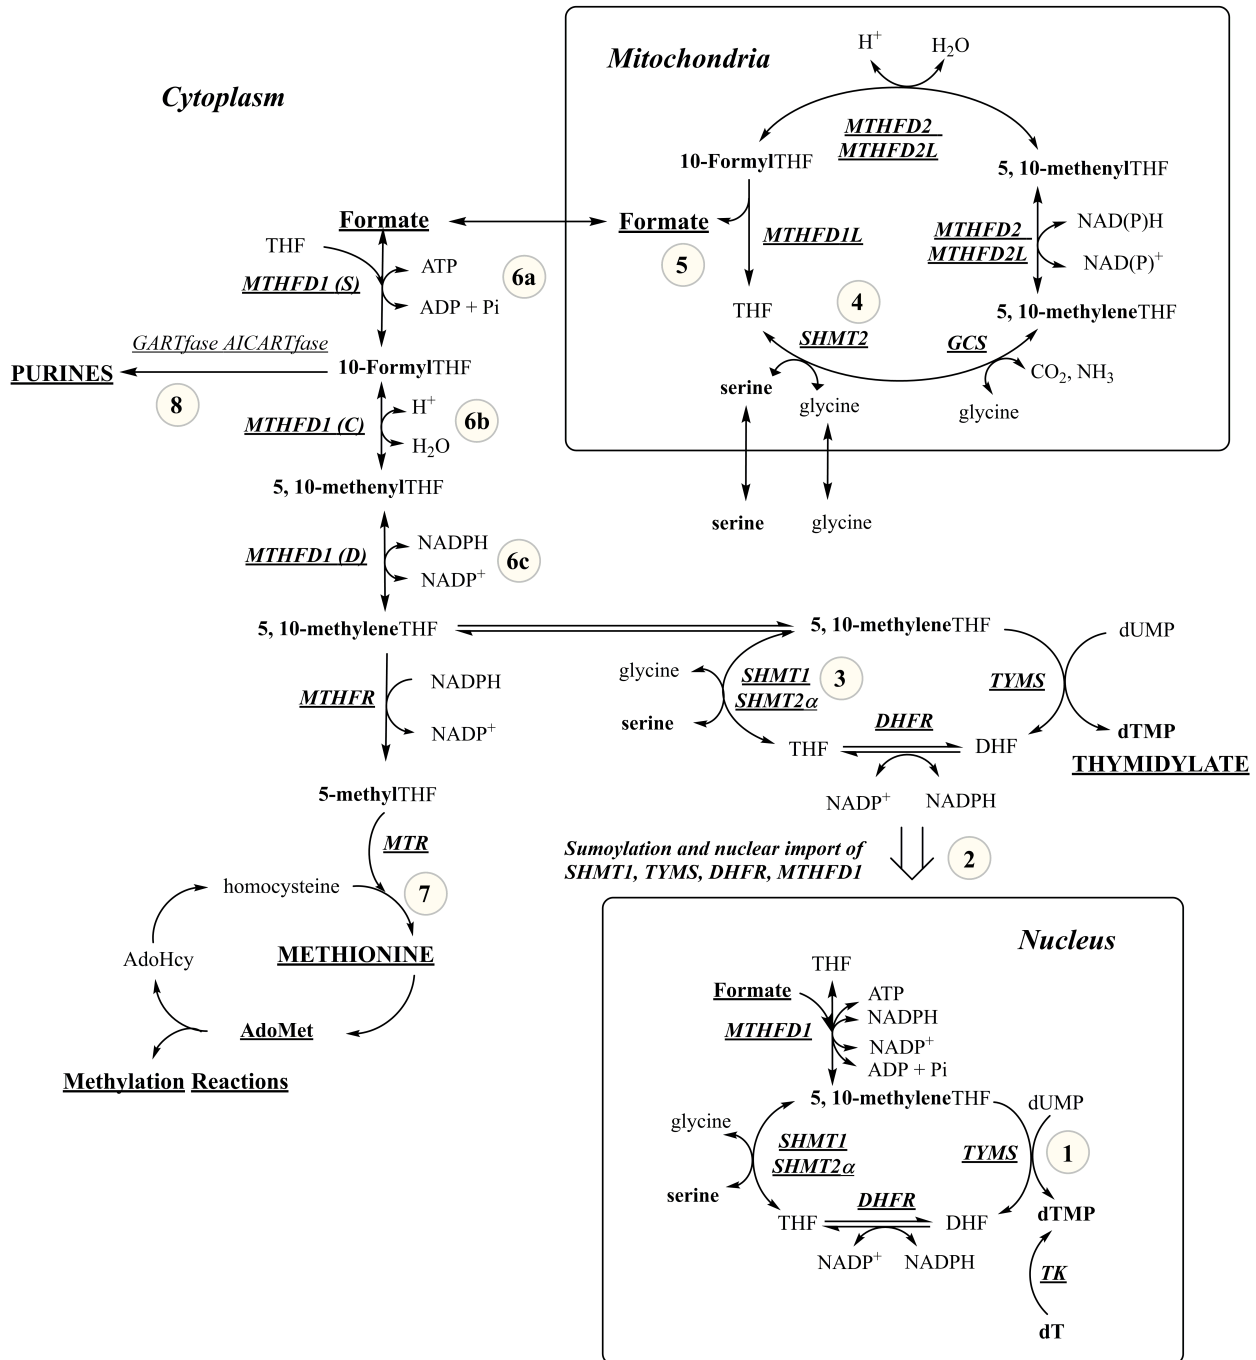 Mitochondria
H+
H2O
MTHFD2
MTHFD2L
10-FormylTHF
5, 10-methenylTHF
Formate
5
MTHFD1L
MTHFD2
MTHFD2L
NAD(P)H
NAD(P)+
THF
4
SHMT2
GCS
5, 10-methyleneTHF
serine
glycine
glycine
CO2, NH3
serine
glycine
Cytoplasm
Formate
THF
MTHFD1 (S)
ATP
ADP + Pi
6a
GARTfase AICARTfase
PURINES
8
10-FormylTHF
MTHFD1 (C)
H+
H2O
6b
5, 10-methenylTHF
MTHFD1 (D)
NADPH
NADP+
6c
5, 10-methyleneTHF
MTHFR
NADPH
NADP+
5-methylTHF
MTR
homocysteine
7
METHIONINE
AdoHcy
AdoMet
Methylation Reactions
5, 10-methyleneTHF
dUMP
glycine
SHMT1
SHMT2α
3
serine
TYMS
DHFR
THF
DHF
dTMP
THYMIDYLATE
NADP+
NADPH
Sumoylation and nuclear import of
SHMT1, TYMS, DHFR, MTHFD1
2
Nucleus
THF
Formate
MTHFD1
ATP
NADPH
NADP+
ADP + Pi
5, 10-methyleneTHF
dUMP
glycine
SHMT1
SHMT2α
serine
TYMS
1
DHFR
THF
DHF
dTMP
NADP+
NADPH
TK
dT